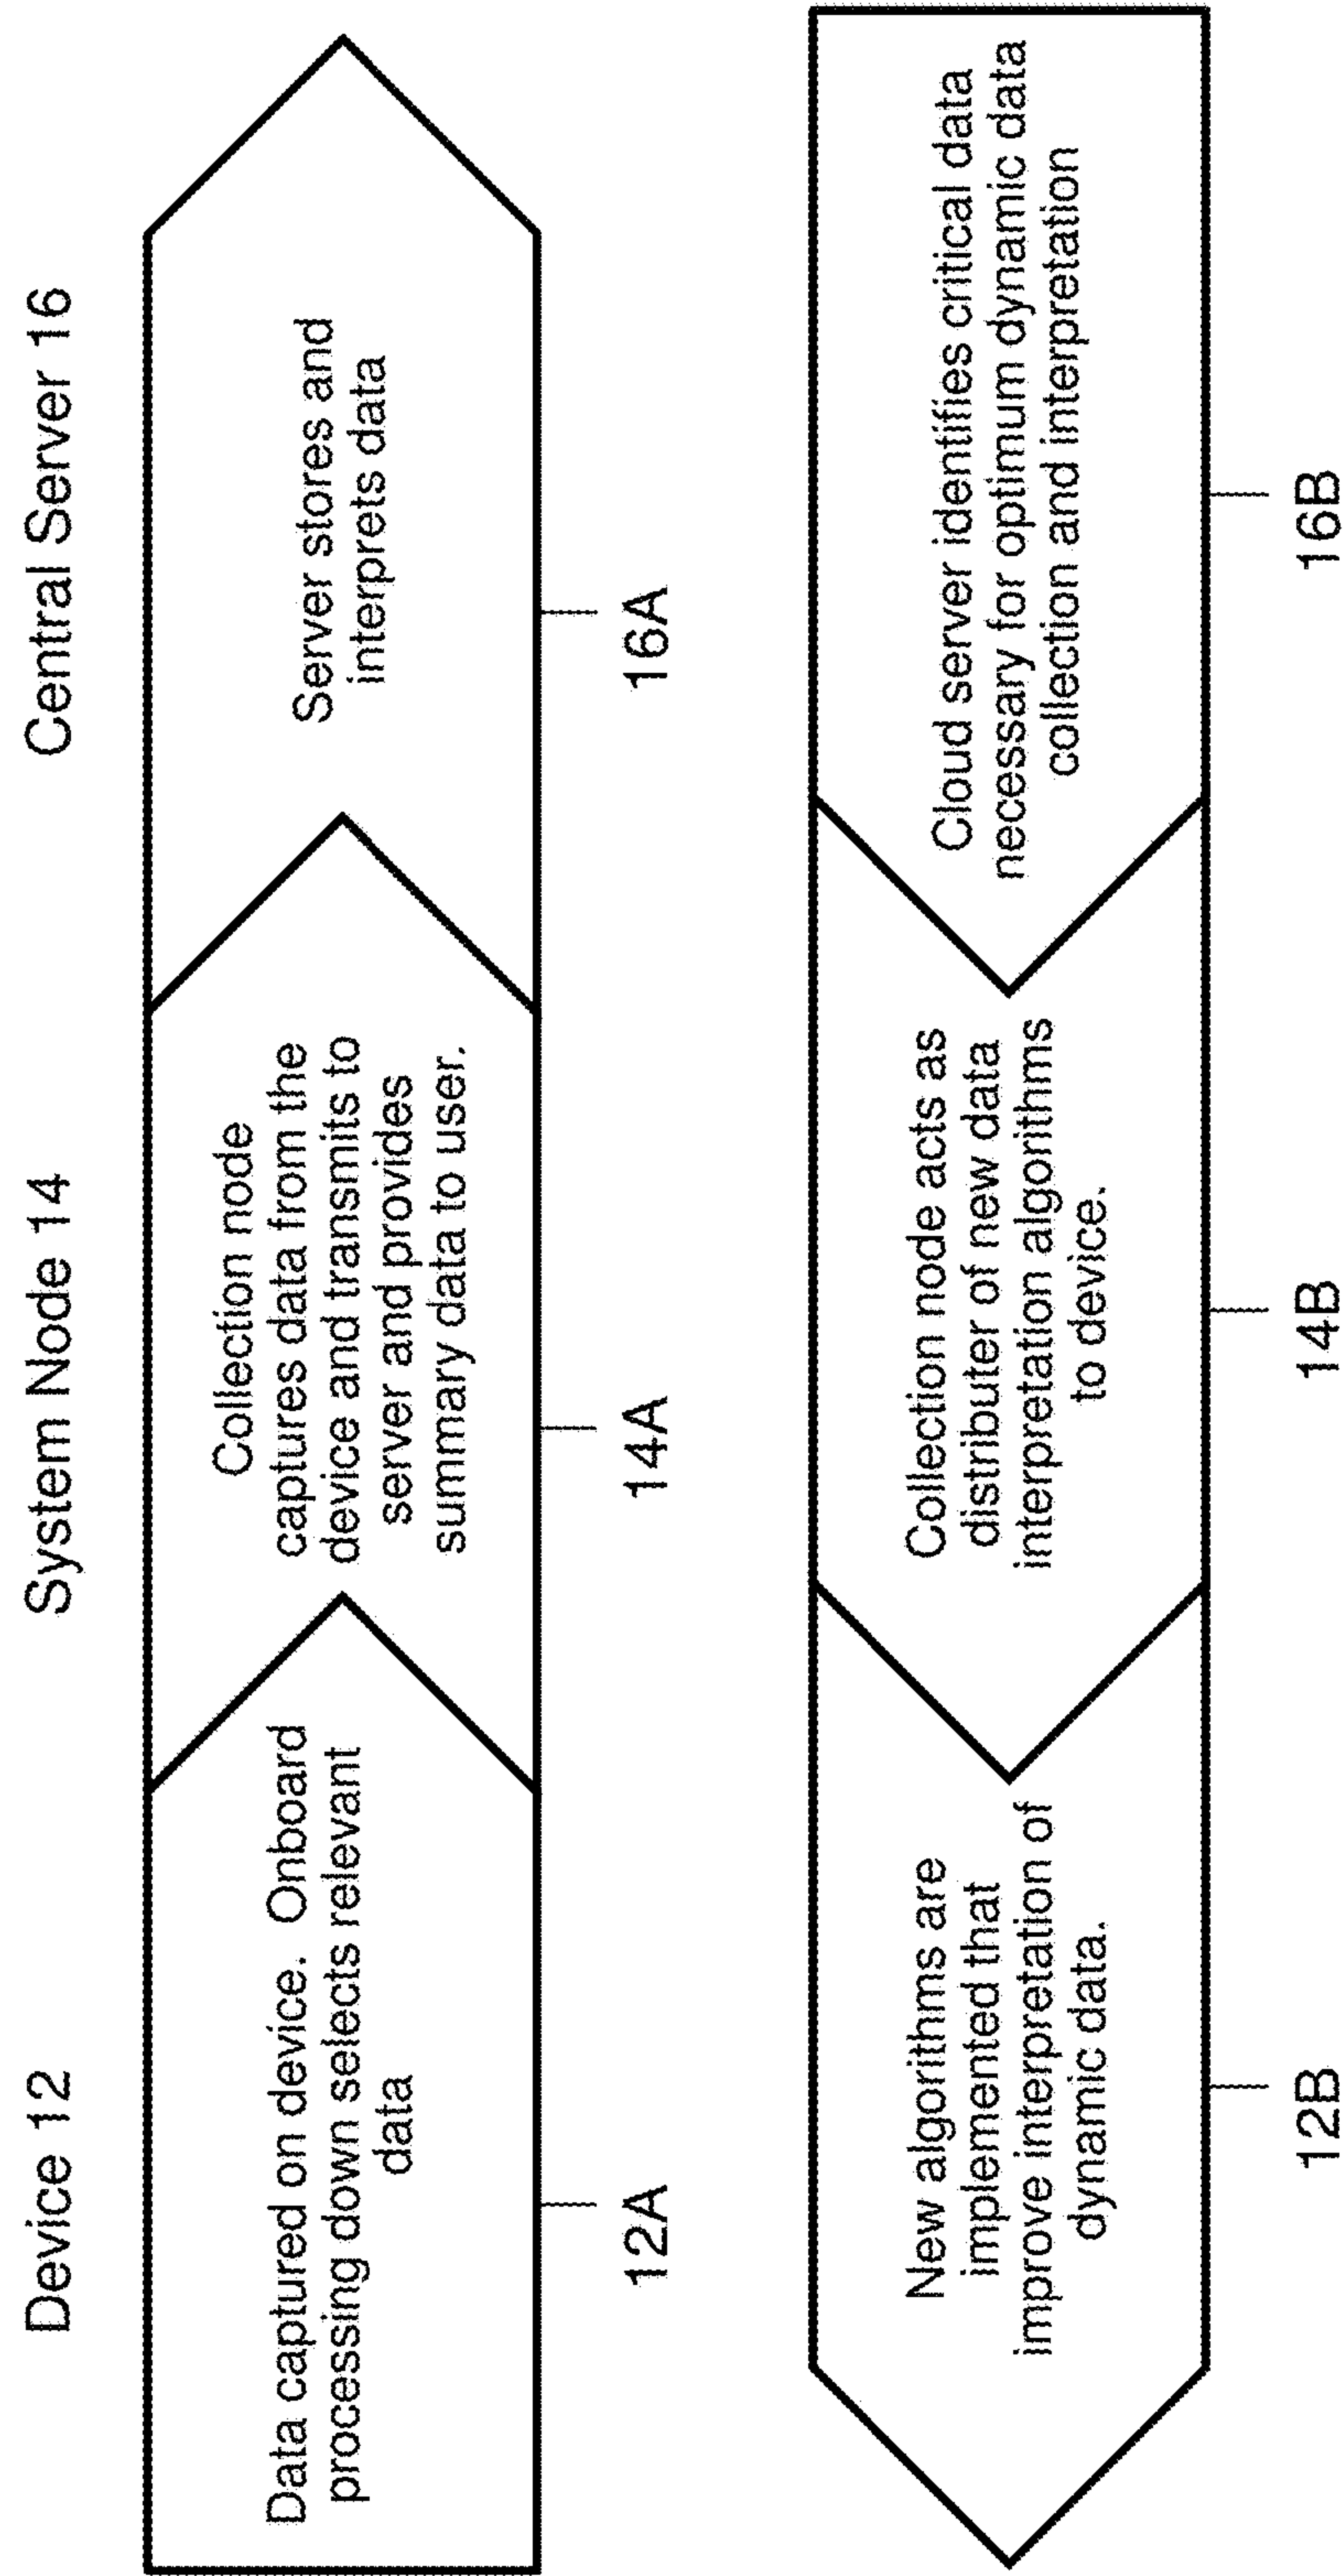 Device 12
System Node 14
Central Server 16
Data captured on device. Onboard
processing down selects relevant
data
Collection node
captures data from the
device and transmits to
server and provides
summary data to user.
Server stores and
interprets data
12A
14A
16A
New algorithms are
implemented that
improve interpretation of
dynamic data.
Collection node acts as
distributer of new data
interpretation algorithms
to device.
Cloud server identifies critical data
necessary for optimum dynamic data
collection and interpretation
12B
14B
16B